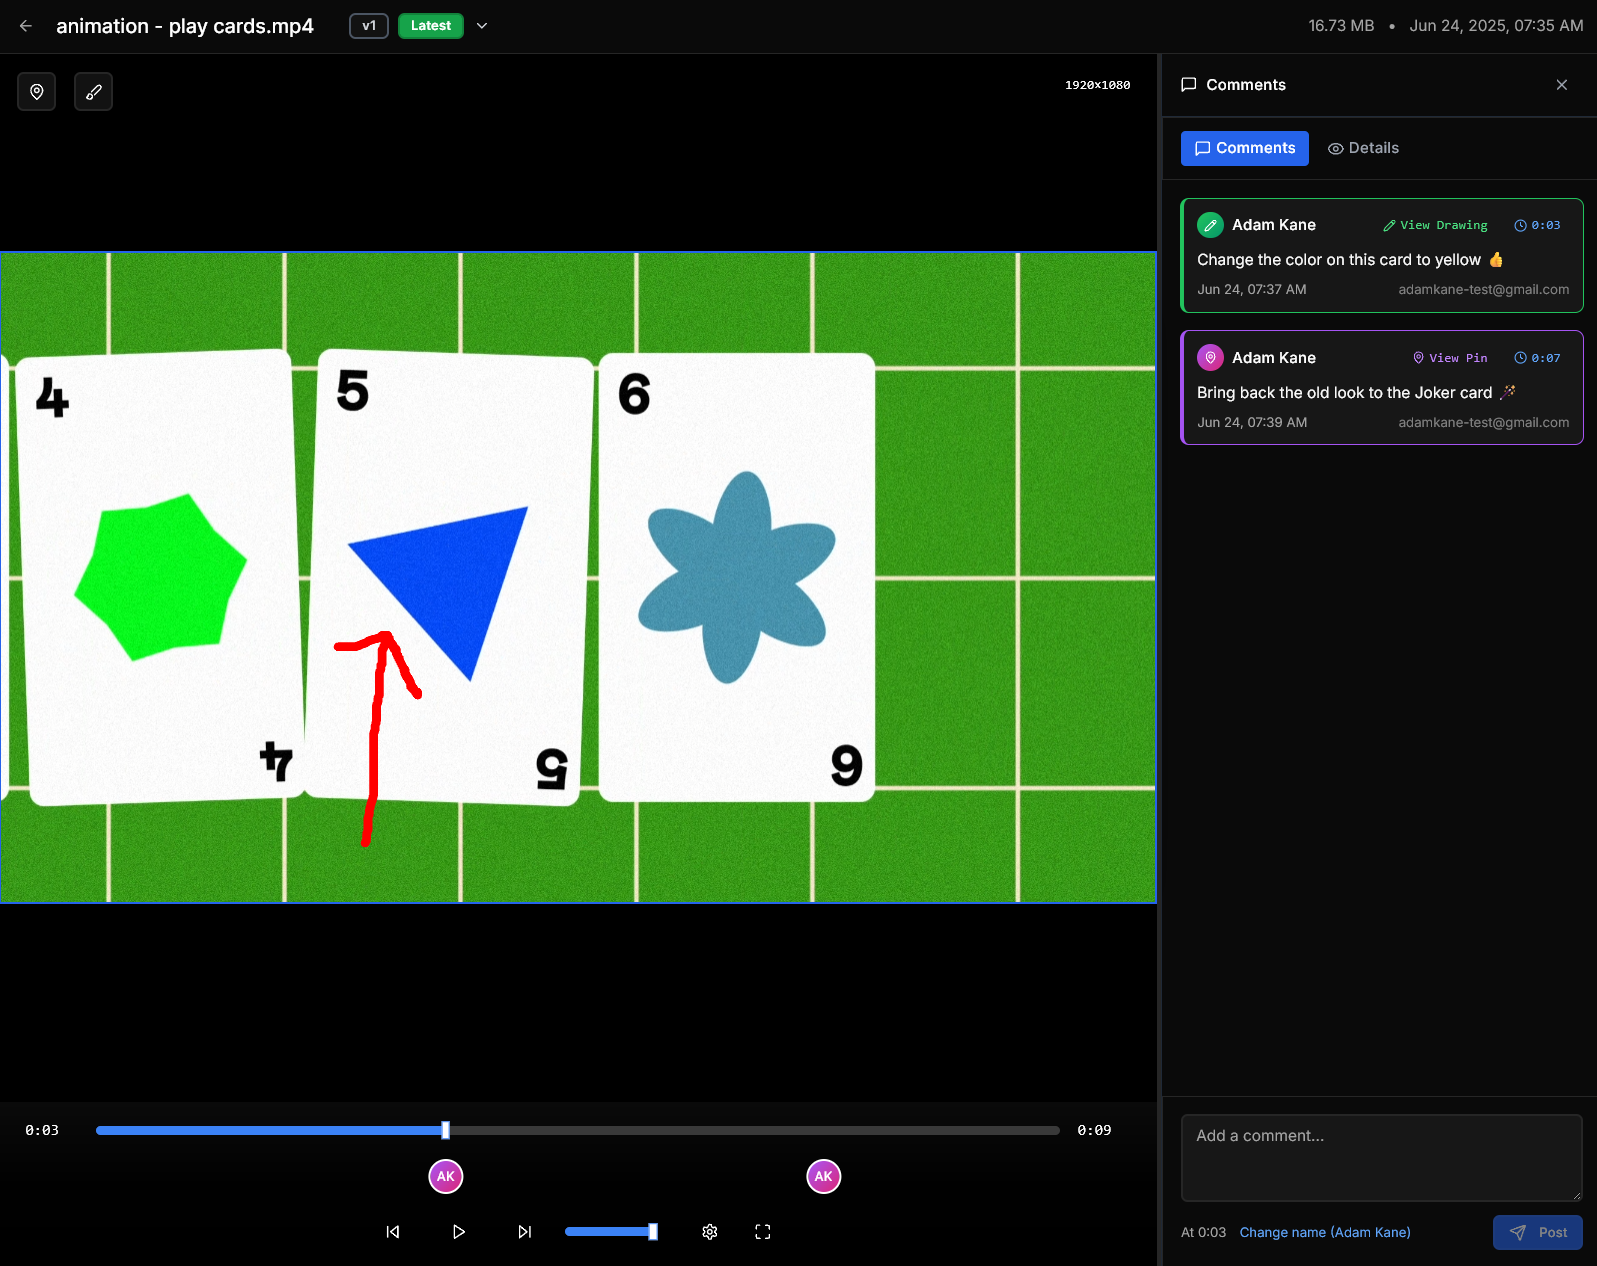 animation - play cards.mp4
v1
Latest
16.73 MB • Jun 24, 2025, 07:35 AM
1920×1080
4
5
6
4
5
6
0:03
0:09
AK
AK
Comments
Comments
Details
Adam Kane
View Drawing
0:03
Change the color on this card to yellow 👍
Jun 24, 07:37 AM
adamkane-test@gmail.com
Adam Kane
View Pin
0:07
Bring back the old look to the Joker card 🎉
Jun 24, 07:39 AM
adamkane-test@gmail.com
Add a comment...
At 0:03
Change name (Adam Kane)
Post